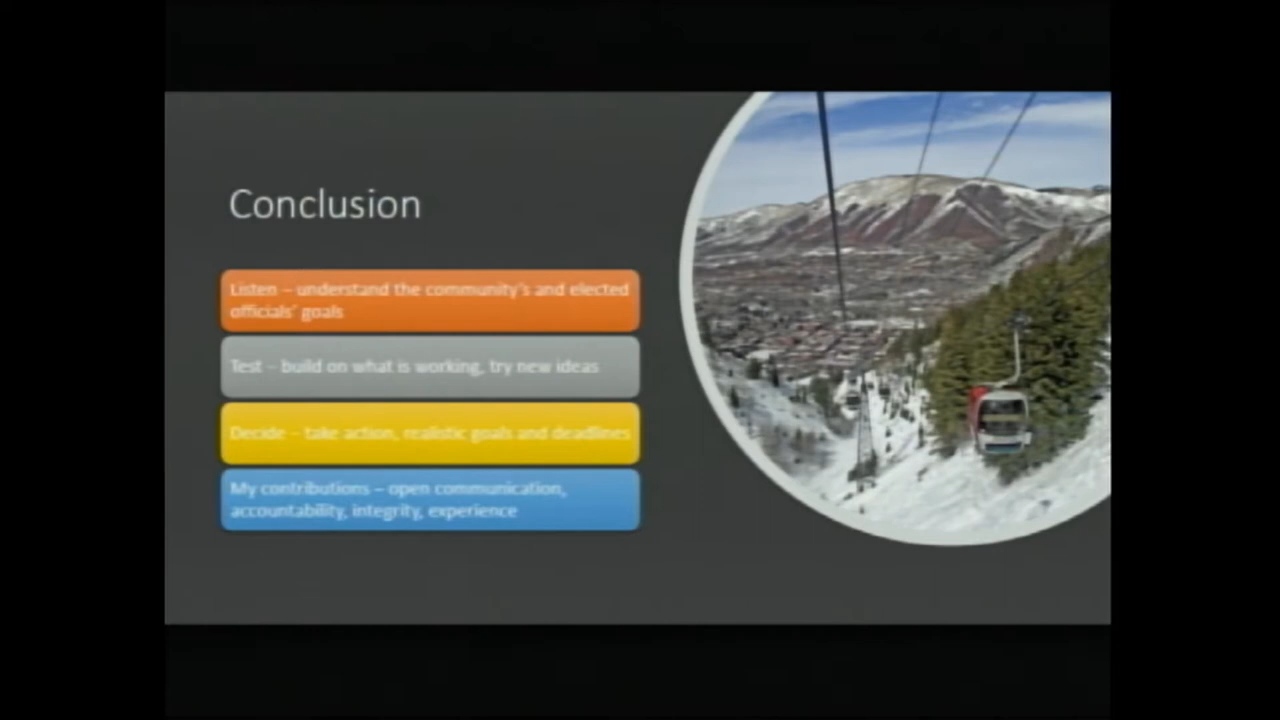 Conclusion
Listen – understand the community's and elected
officials' goals
Test – build on what is working, try new ideas
Decide – take action, realistic goals and deadlines
My contributions – open communication,
accountability, integrity, experience